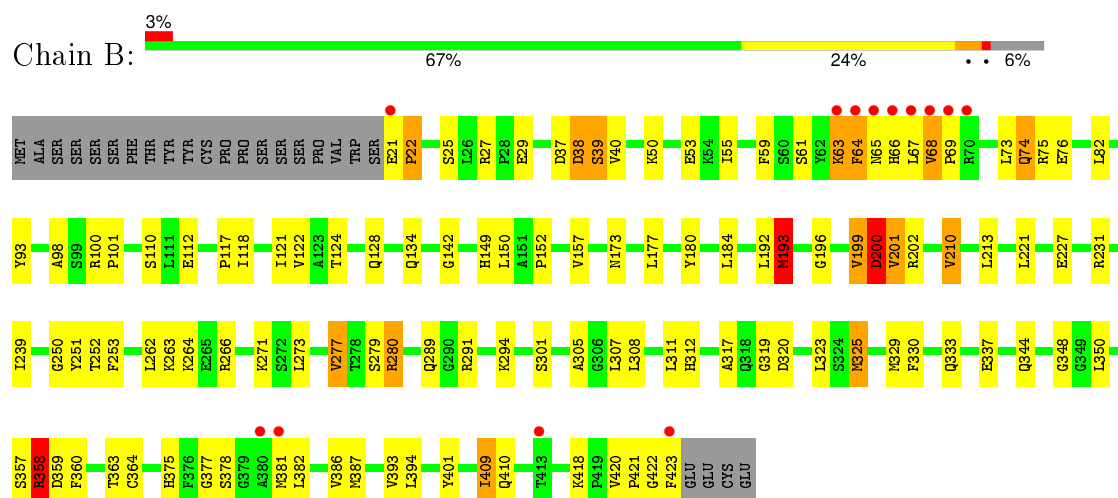 3%
Chain B:
67% 24% • • 6%
MET ALA SER SER SER SER PHE THR TYR TYR CYS PRO PRO SER SER SER PRO VAL TRP SER E21 P22 S25 L26 R27 P28 E29 D37 D38 S39 V40 K50 E53 K54 I55 F59 S60 S61 Y62 K63 F64 N65 H66 L67 V68 P69 R70 L73 Q74 R75 E76 L82
Y93 A98 S99 R100 P101 S110 L111 E112 P117 I118 I121 V122 A123 T124 Q128 Q134 G142 H149 L150 A151 P152 V157 N173 L177 Y180 L184 L192 M193 G196 V199 D200 V201 R202 V210 L213 L221 E227 R231
I239 G250 Y251 T252 F253 L262 K263 K264 E265 R266 K271 S272 L273 V277 T278 S279 R280 Q289 G290 R291 K294 S301 A305 G306 L307 L308 L311 H312 A317 Q318 G319 D320 L323 S324 M325 M329 F330 Q333 E337 Q344 G348 G349 L350
S357 R358 D359 F360 T363 C364 H375 F376 G377 S378 G379 A380 M381 L382 V386 M387 V393 L394 Y401 I409 Q410 T413 K418 P419 V420 P421 G422 F423 GLU GLU CYS GLU